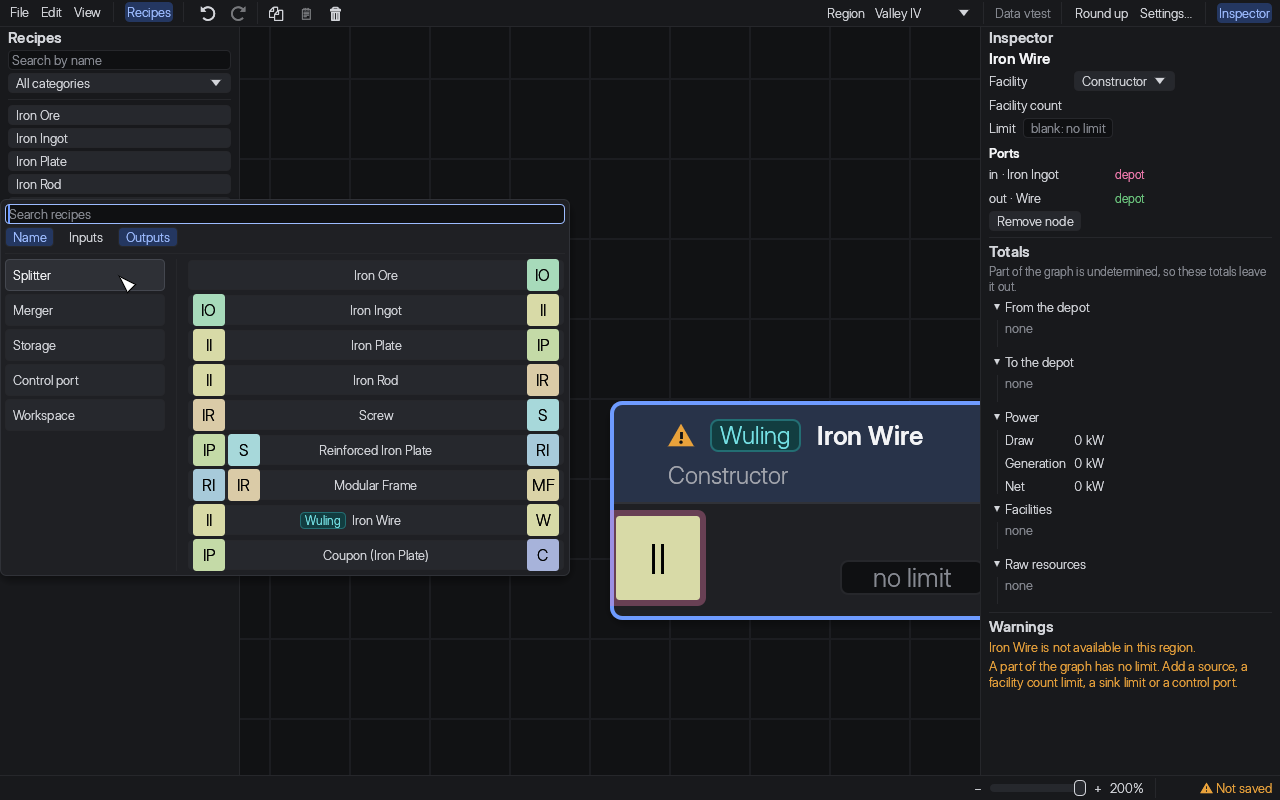 File Edit View Recipes Region Valley IV Data vtest Round up Settings... Inspector
Recipes
Search by name
All categories
Iron Ore
Iron Ingot
Iron Plate
Iron Rod
Search recipes
Name Inputs Outputs
Splitter
Merger
Storage
Control port
Workspace
Iron Ore IO
IO Iron Ingot II
II Iron Plate IP
II Iron Rod IR
IR Screw S
IP S Reinforced Iron Plate RI
RI IR Modular Frame MF
II Wuling Iron Wire W
IP Coupon (Iron Plate) C
Wuling Iron Wire
Constructor
II
no limit
Inspector
Iron Wire
Facility Constructor
Facility count
Limit blank: no limit
Ports
in · Iron Ingot depot
out · Wire depot
Remove node
Totals
Part of the graph is undetermined, so these totals leave
it out.
From the depot
none
To the depot
none
Power
Draw 0 kW
Generation 0 kW
Net 0 kW
Facilities
none
Raw resources
none
Warnings
Iron Wire is not available in this region.
A part of the graph has no limit. Add a source, a
facility count limit, a sink limit or a control port.
− + 200% Not saved